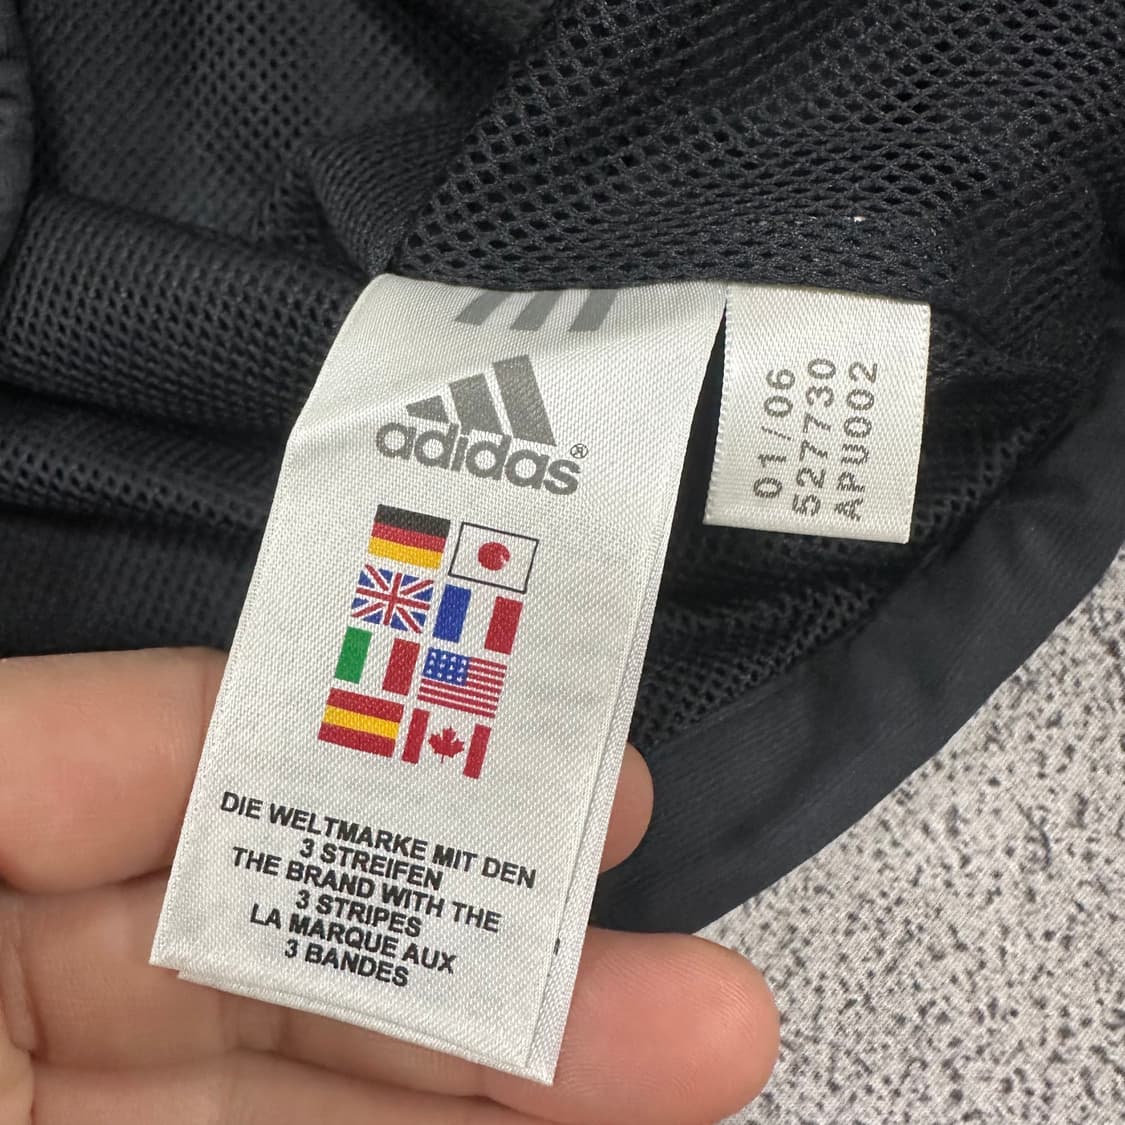 adidas®
DIE WELTMARKE MIT DEN
3 STREIFEN
THE BRAND WITH THE
3 STRIPES
LA MARQUE AUX
3 BANDES
01/06
527730
APU002